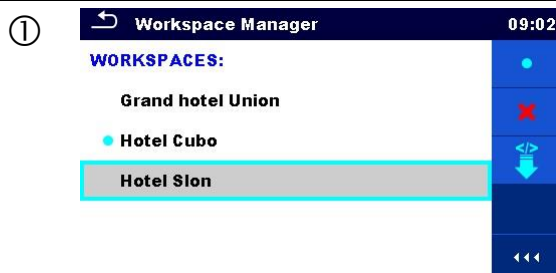 ①
Workspace Manager 09:02
WORKSPACES:
Grand hotel Union
Hotel Cubo
Hotel Slon